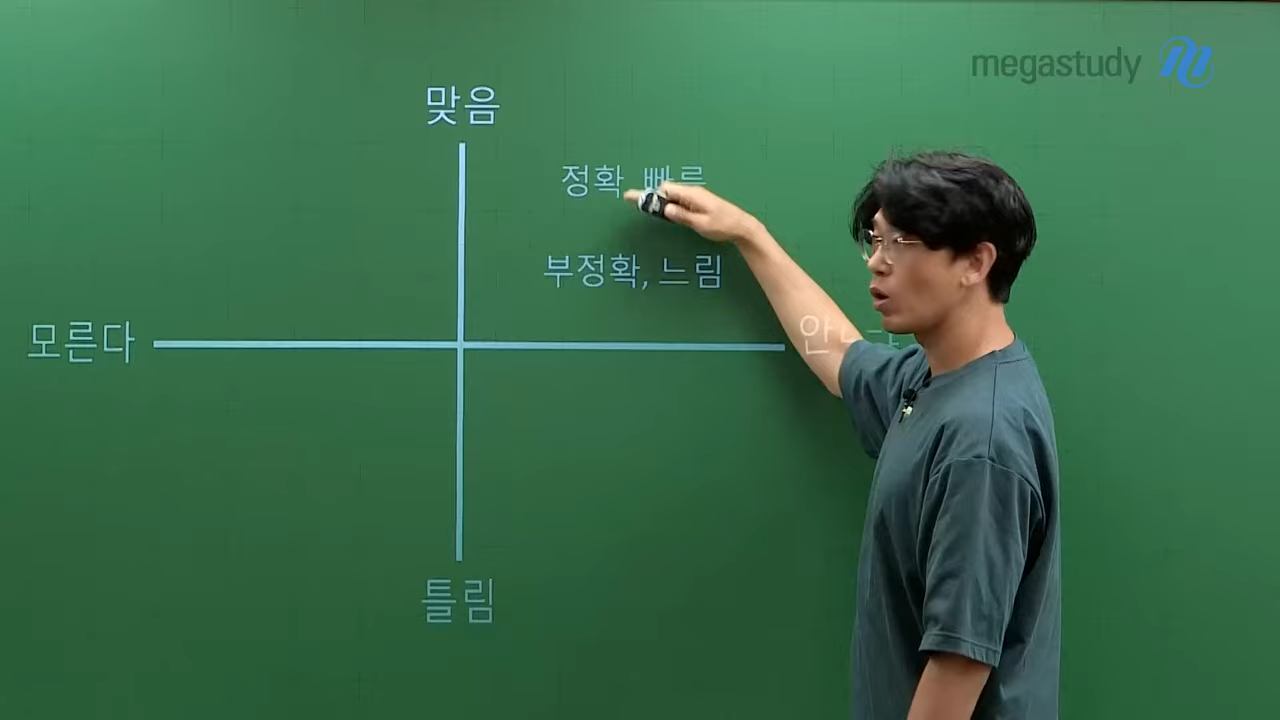 megastudy
맞음
정확, 빠름
부정확, 느림
모른다
틀림